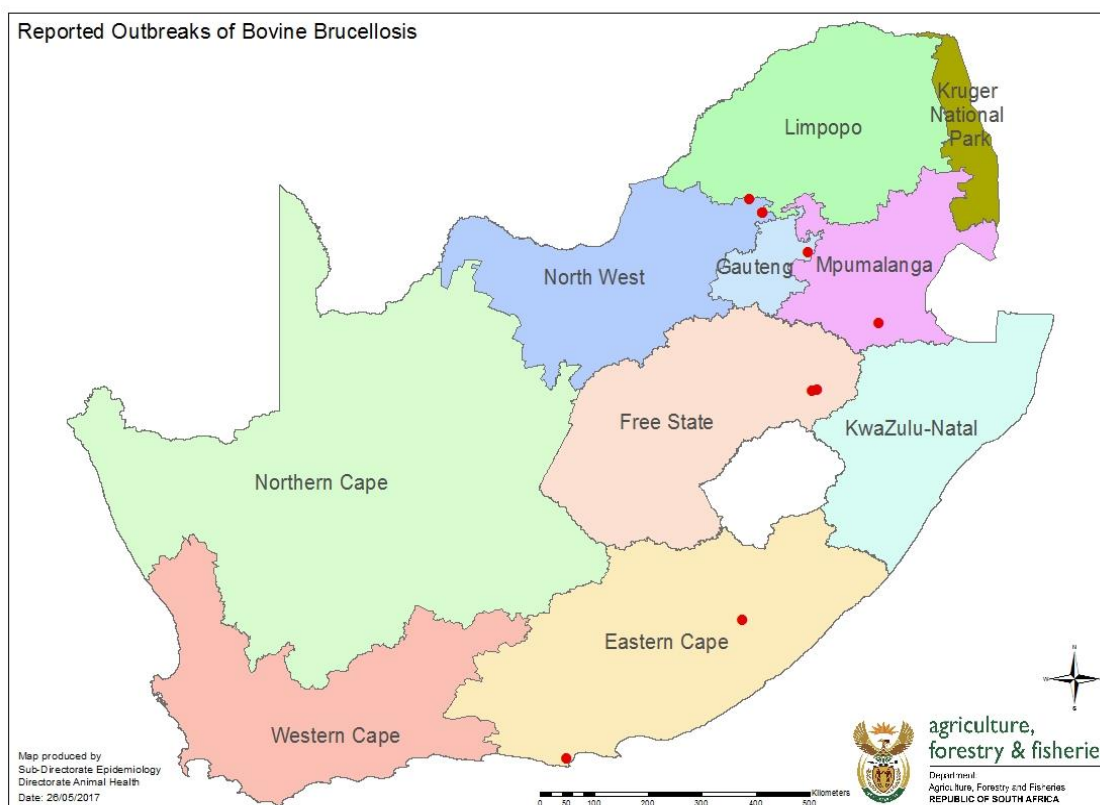 Reported Outbreaks of Bovine Brucellosis
Kruger
National
Park
Limpopo
North West
Gauteng
Mpumalanga
Free State
KwaZulu-Natal
Northern Cape
Eastern Cape
Western Cape
N
W
S
Map produced by
Sub-Directorate Epidemiology
Directorate Animal Health
Date: 26/05/2017
Kilometers
0 50 100 200 300 400 500
agriculture,
forestry & fisherie
Department:
Agriculture, Forestry and Fisheries
REPUBLIC OF SOUTH AFRICA